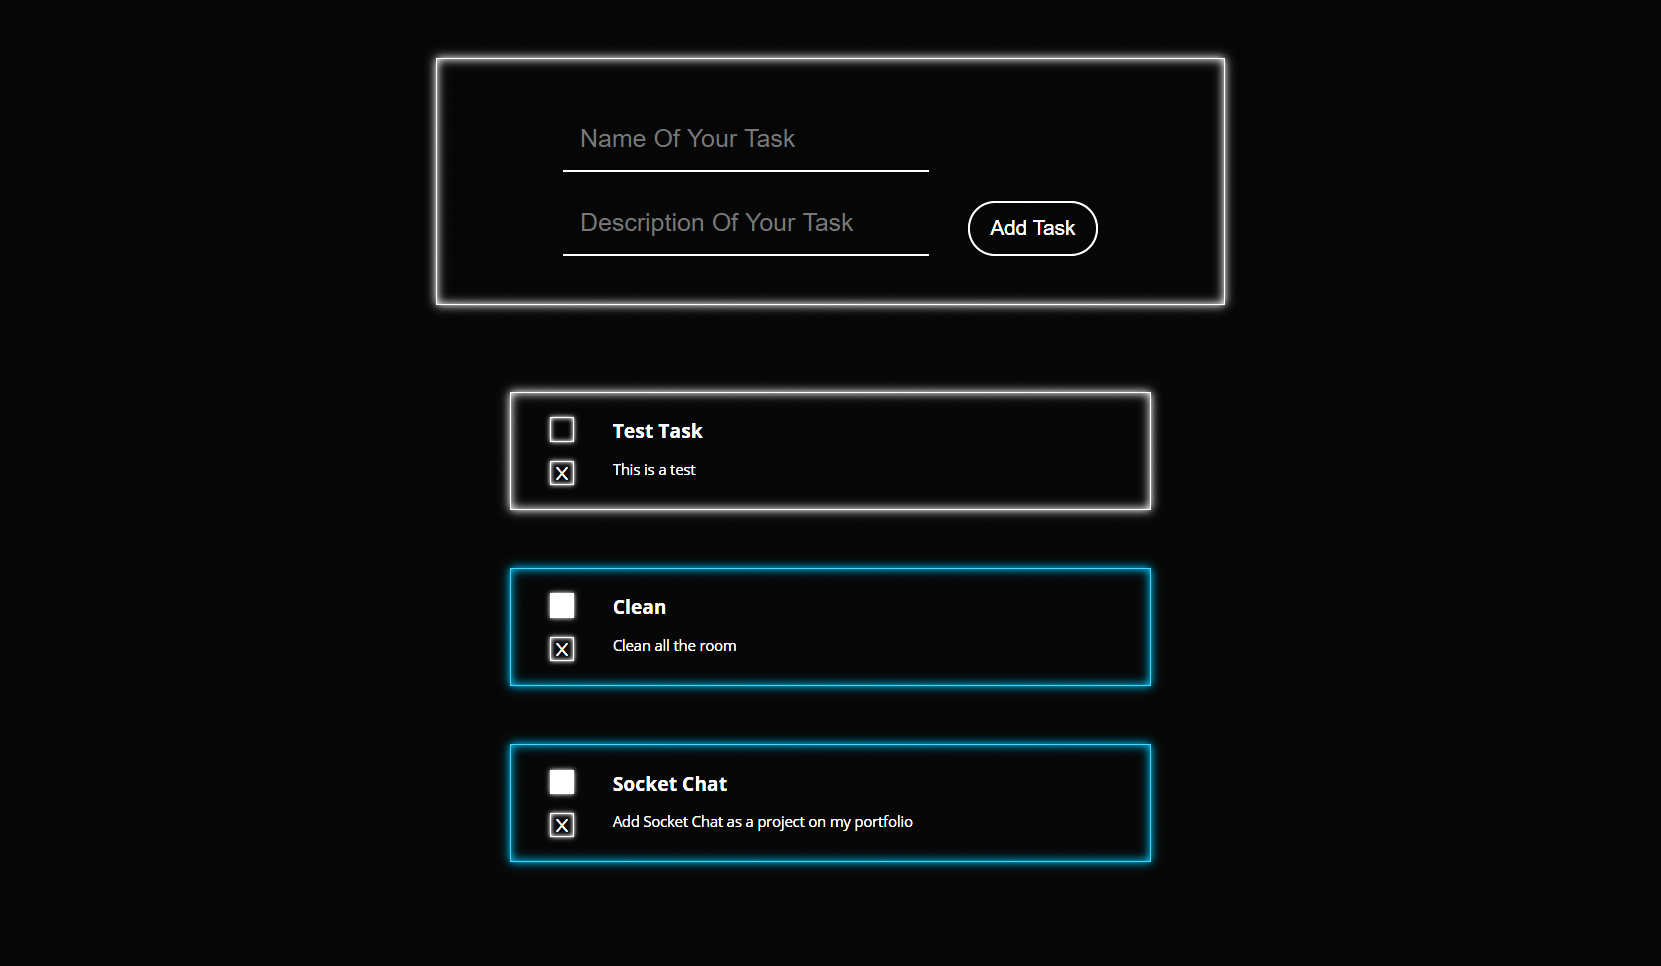 Name Of Your Task
Description Of Your Task
Add Task
Test Task
X
This is a test
Clean
X
Clean all the room
Socket Chat
X
Add Socket Chat as a project on my portfolio